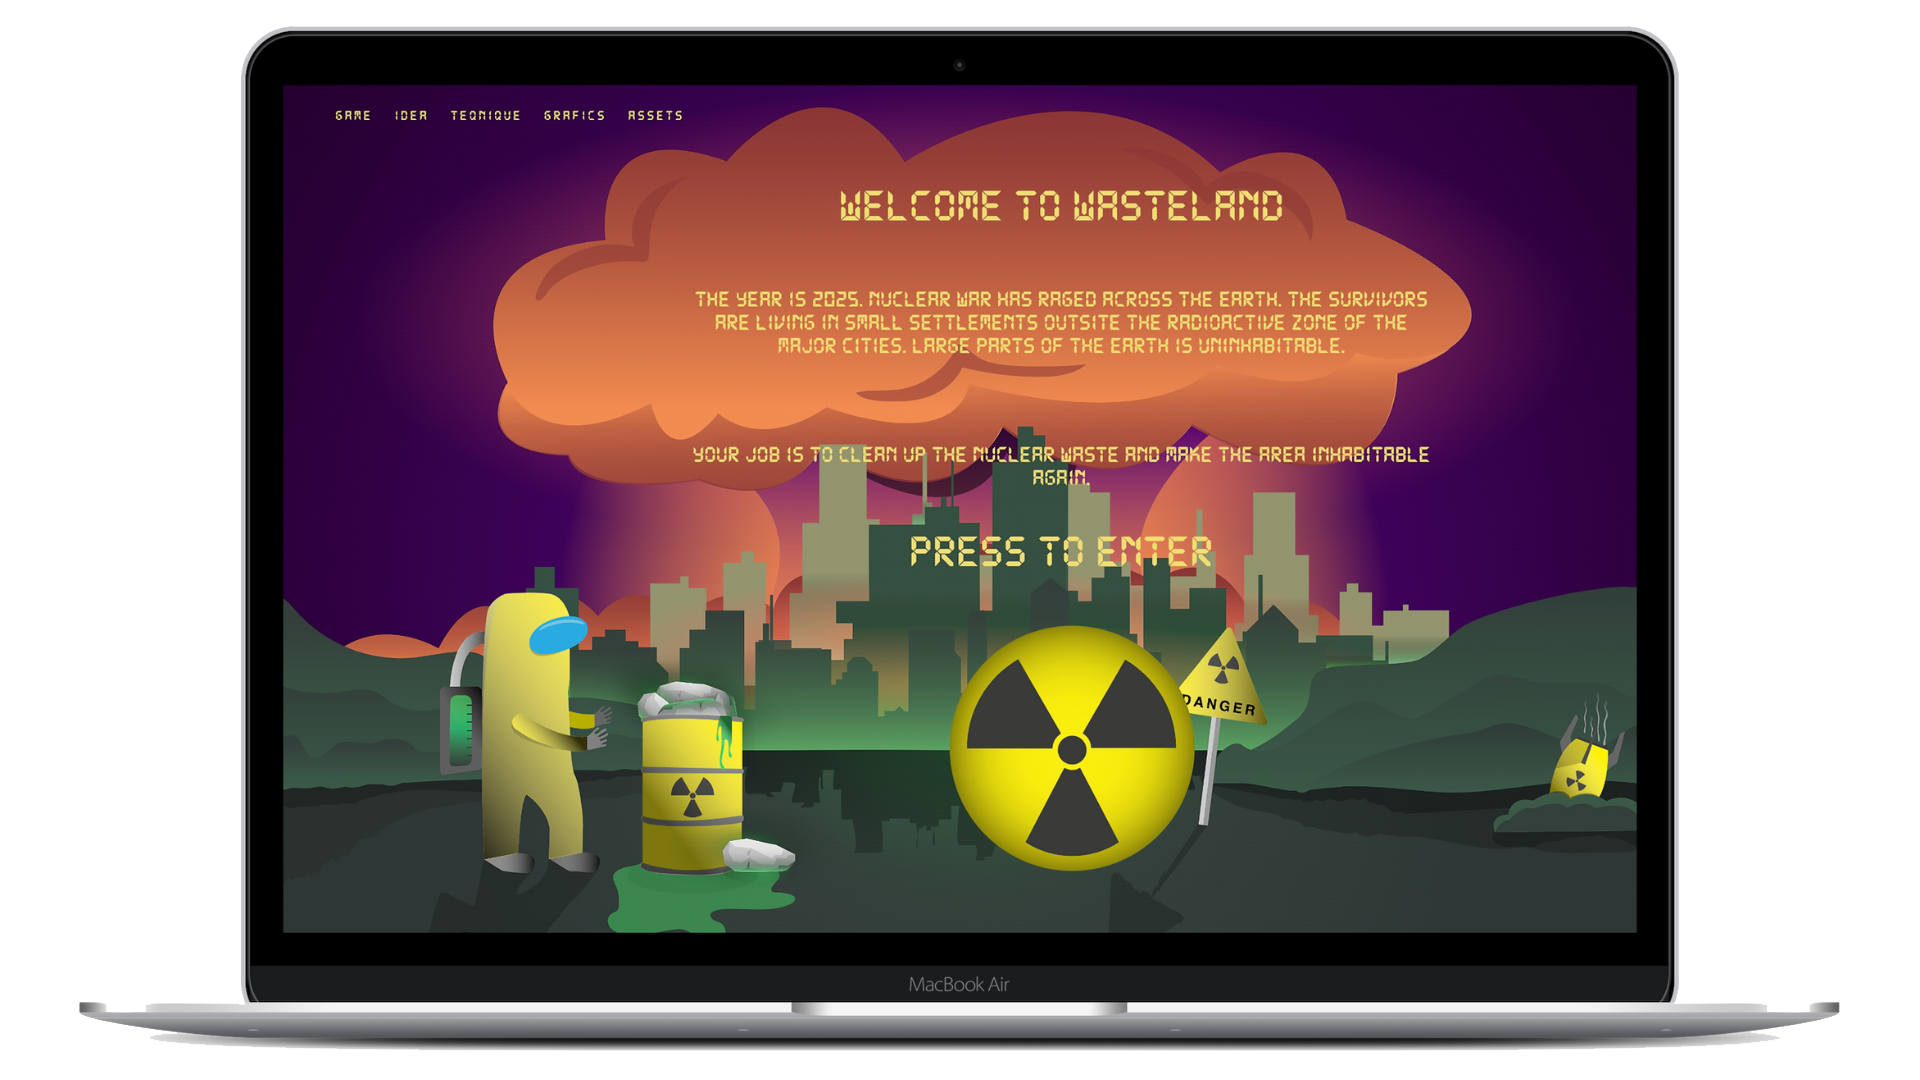 GAME IDEA TEQNIQUE GRAFICS ASSETS
WELCOME TO WASTELAND
THE YEAR IS 2025. NUCLEAR WAR HAS RAGED ACROSS THE EARTH. THE SURVIVORS
ARE LIVING IN SMALL SETTLEMENTS OUTSITE THE RADIOACTIVE ZONE OF THE
MAJOR CITIES. LARGE PARTS OF THE EARTH IS UNINHABITABLE.
YOUR JOB IS TO CLEAN UP THE NUCLEAR WASTE AND MAKE THE AREA INHABITABLE
AGAIN.
PRESS TO ENTER
DANGER
MacBook Air